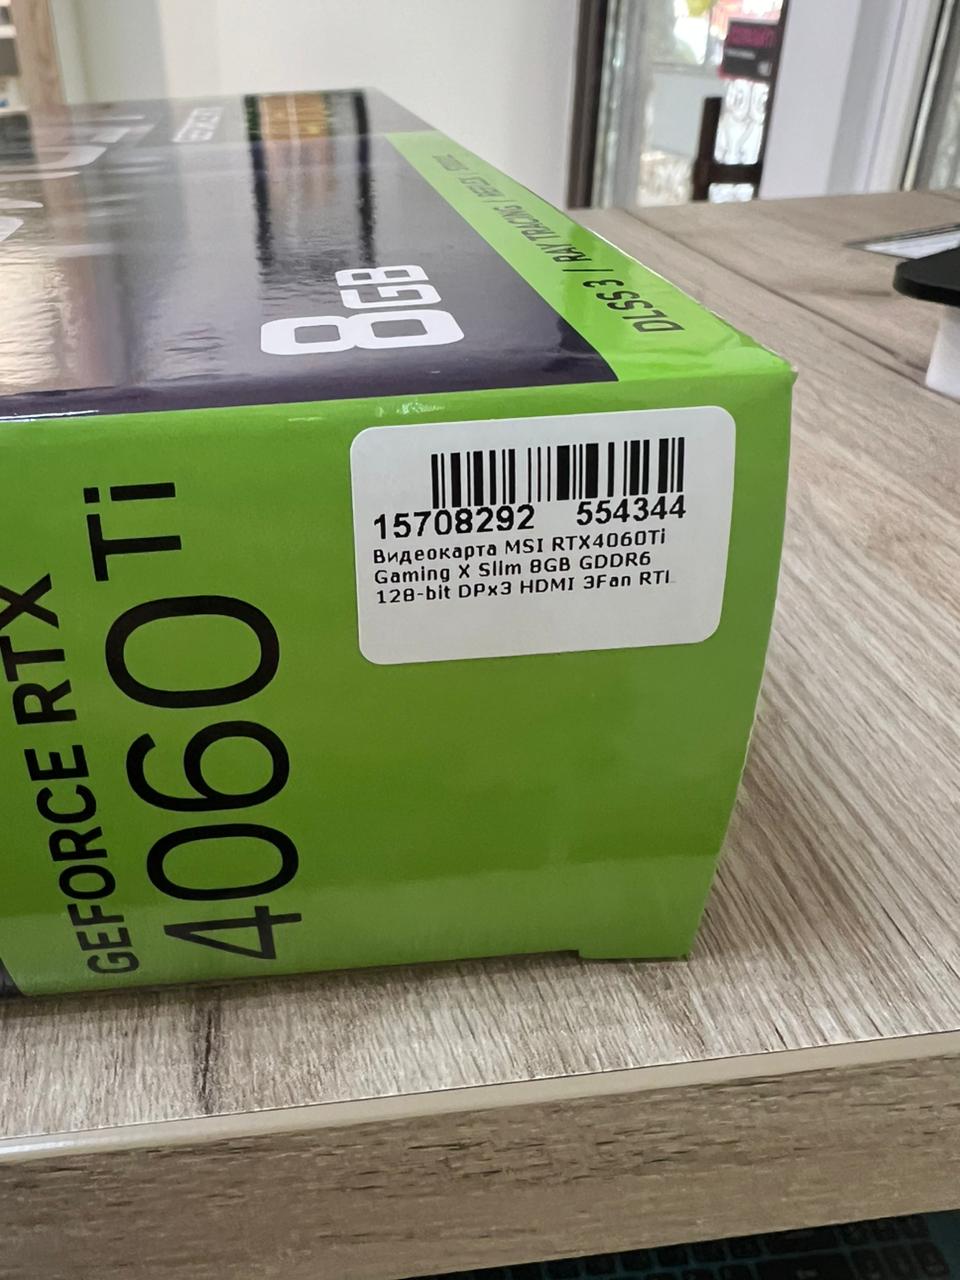 8GB
DLSS 3 / RAY TRACING /
15708292 554344
Видеокарта MSI RTX4060Ti
Gaming X Slim 8GB GDDR6
128-bit DPx3 HDMI 3Fan RTL
GEFORCE RTX
4060 Ti